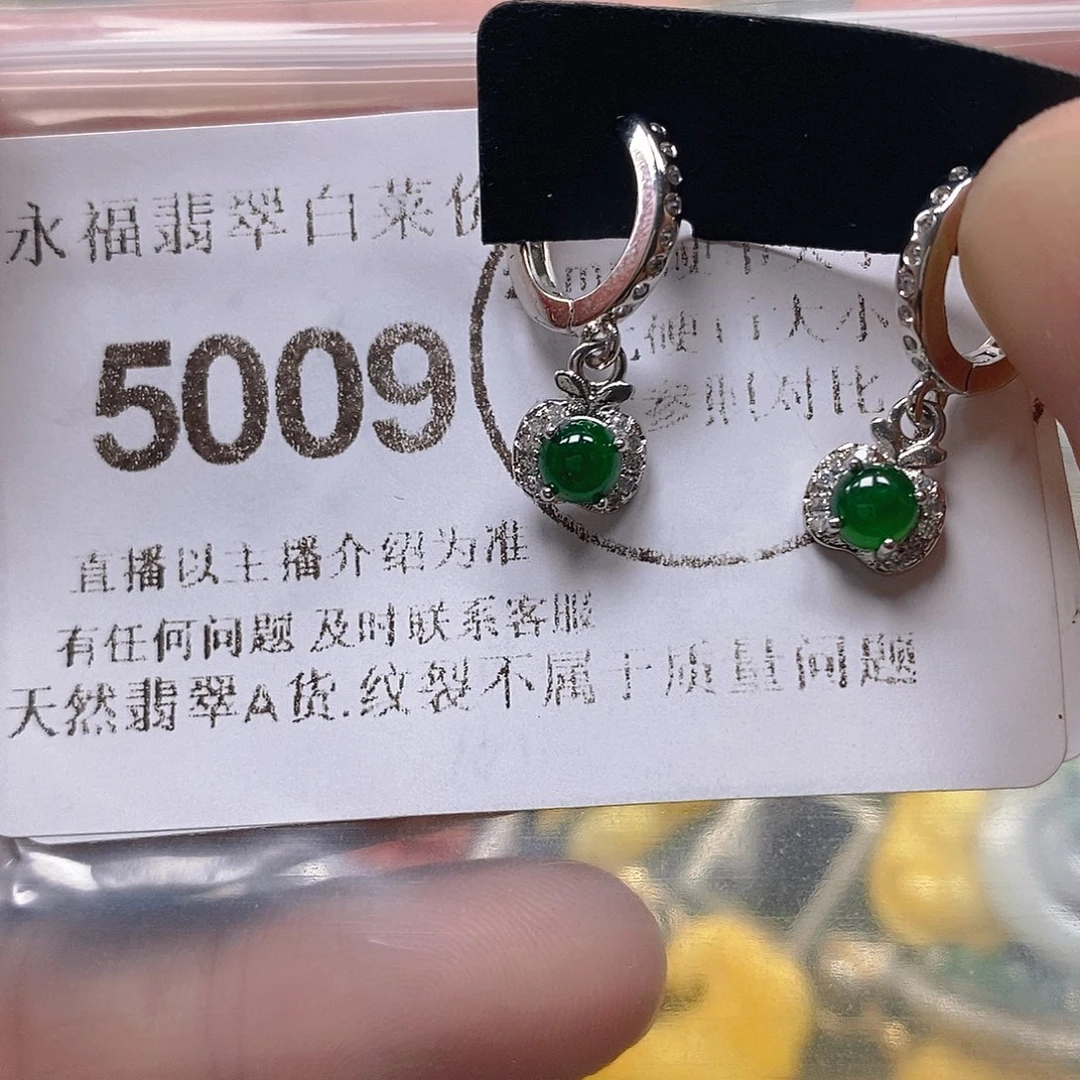 永福翡翠白菜价
5009
大小
参照对比
直播以主播介绍为准
有任何问题 及时联系客服
天然翡翠A货.纹裂不属于质量问题